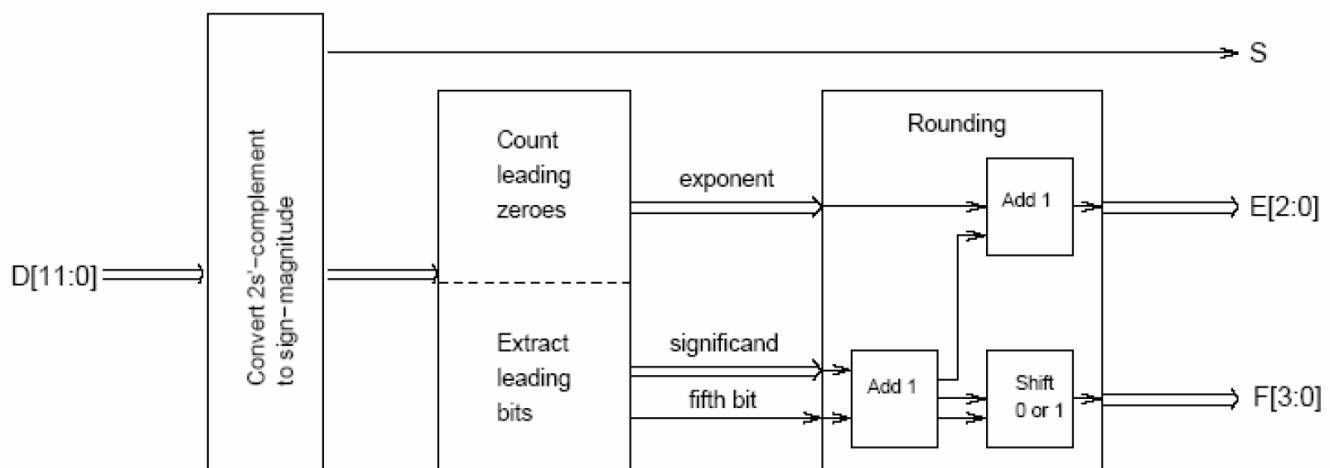 D[11:0]
Convert 2s'-complement
to sign-magnitude
Count
leading
zeroes
Extract
leading
bits
exponent
significand
fifth bit
Rounding
Add 1
Add 1
Shift
0 or 1
S
E[2:0]
F[3:0]